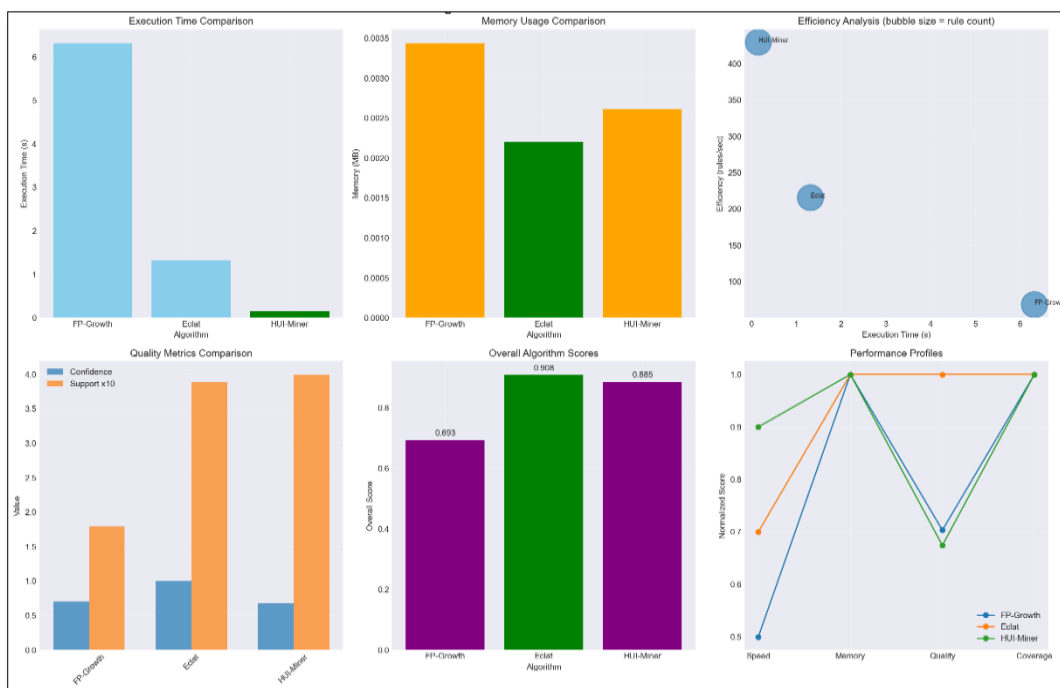 Execution Time Comparison
6
5
4
3
2
1
0
Execution Time (s)
FP-Growth
Eclat
HUI-Miner
Algorithm
Memory Usage Comparison
0.0035
0.0030
0.0025
0.0020
0.0015
0.0010
0.0005
0.0000
Memory (MB)
FP-Growth
Eclat
HUI-Miner
Algorithm
Efficiency Analysis (bubble size = rule count)
400
350
300
250
200
150
100
Efficiency (rules/sec)
HUI-Miner
Eclat
FP-Grow
0
1
2
3
4
5
6
Execution Time (s)
Quality Metrics Comparison
Confidence
Support x10
4.0
3.5
3.0
2.5
2.0
1.5
1.0
0.5
0.0
Value
FP-Growth
Eclat
HUI-Miner
Overall Algorithm Scores
0.693
0.908
0.885
0.8
0.6
0.4
0.2
0.0
Overall Score
FP-Growth
Eclat
HUI-Miner
Algorithm
Performance Profiles
1.0
0.9
0.8
0.7
0.6
0.5
Normalized Score
FP-Growth
Eclat
HUI-Miner
Speed
Memory
Quality
Coverage